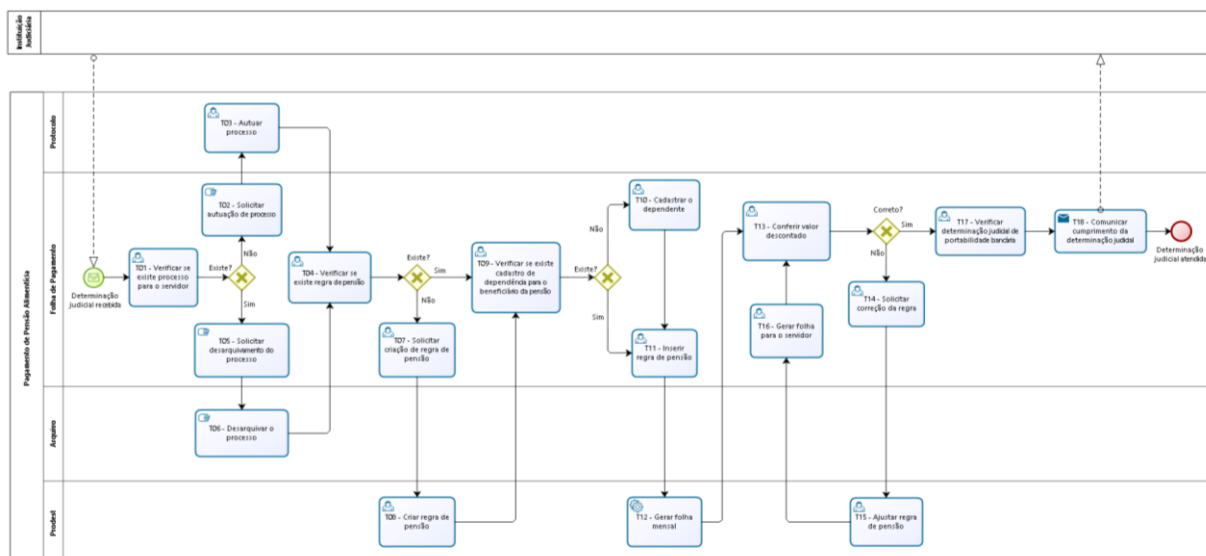 Instituição
Judiciária
Pagamento de Pensão Alimentícia
Protocolo
T03 - Autuar
processo
Folha de Pagamento
Determinação
judicial recebida
T01 - Verificar se
existe processo
para o servidor
Existe?
Não
Sim
T02 - Solicitar
autuação de processo
T05 - Solicitar
desarquivamento do
processo
T04 - Verificar se
existe regra de pensão
Existe?
Sim
Não
T07 - Solicitar
criação de regra de
pensão
T09 - Verificar se existe
cadastro de
dependência para o
beneficiário da pensão
Existe?
Não
Sim
T10 - Cadastrar o
dependente
T11 - Inserir
regra de pensão
T13 - Conferir valor
descontado
T16 - Gerar folha
para o servidor
Correto?
Sim
Não
T14 - Solicitar
correção da regra
T17 - Verificar
determinação judicial de
portabilidade bancária
T18 - Comunicar
cumprimento da
determinação judicial
Determinação
judicial atendida
Arquivo
T06 - Desarquivar o
processo
Prodest
T08 - Criar regra de
pensão
T12 - Gerar folha
mensal
T15 - Ajustar regra
de pensão